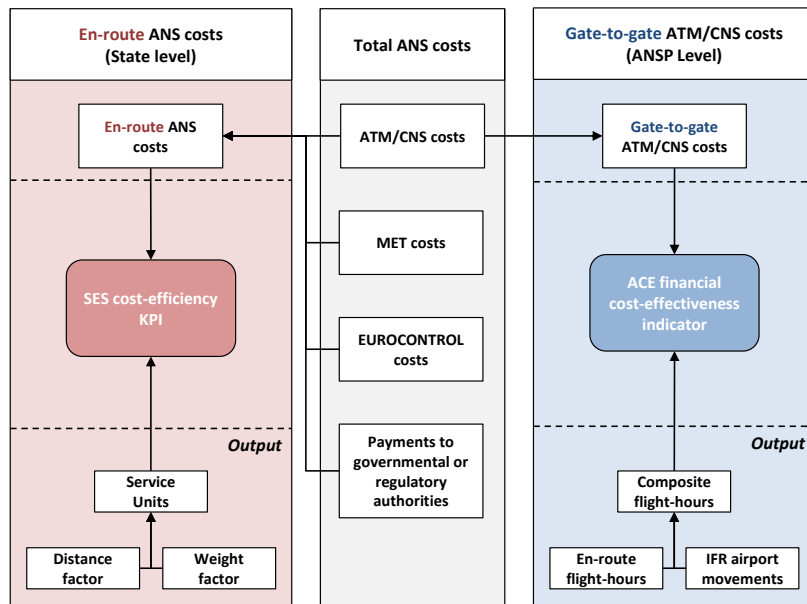 En-route ANS costs
(State level)
Total ANS costs
Gate-to-gate ATM/CNS costs
(ANSP Level)
En-route ANS
costs
ATM/CNS costs
Gate-to-gate
ATM/CNS costs
MET costs
SES cost-efficiency
KPI
ACE financial
cost-effectiveness
indicator
EUROCONTROL
costs
Output
Payments to
governmental or
regulatory
authorities
Output
Service
Units
Composite
flight-hours
Distance
factor
Weight
factor
En-route
flight-hours
IFR airport
movements